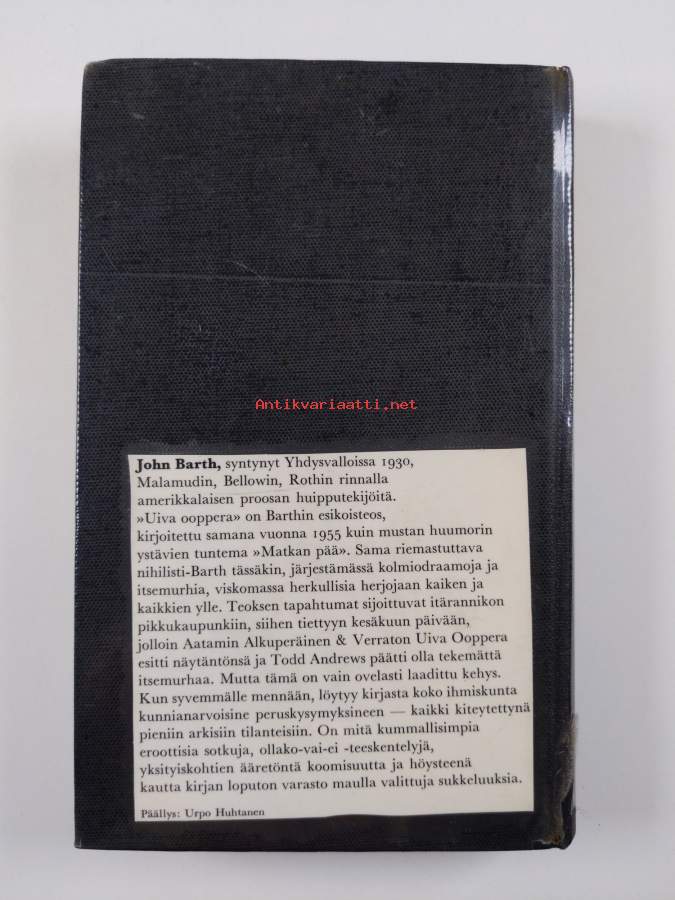 Antikvariaatti.net
John Barth, syntynyt Yhdysvalloissa 1930,
Malamudin, Bellowin, Rothin rinnalla
amerikkalaisen proosan huipputekijöitä.
»Uiva ooppera» on Barthin esikoisteos,
kirjoitettu samana vuonna 1955 kuin mustan huumorin
ystävien tuntema »Matkan pää». Sama riemastuttava
nihilisti-Barth tässäkin, järjestämässä kolmiodraamoja ja
itsemurhia, viskomassa herkullisia herjojaan kaiken ja
kaikkien ylle. Teoksen tapahtumat sijoittuvat itärannikon
pikkukaupunkiin, siihen tiettyyn kesäkuun päivään,
jolloin Aatamin Alkuperäinen & Verraton Uiva Ooppera
esitti näytäntönsä ja Todd Andrews päätti olla tekemättä
itsemurhaa. Mutta tämä on vain ovelasti laadittu kehys.
Kun syvemmälle mennään, löytyy kirjasta koko ihmiskunta
kunnianarvoisine peruskysymyksineen — kaikki kiteytettynä
pieniin arkisiin tilanteisiin. On mitä kummallisimpia
eroottisia sotkuja, ollako-vai-ei -teeskentelyjä,
yksityiskohtien ääretöntä koomisuutta ja höysteenä
kautta kirjan loputon varasto maulla valittuja sukkeluuksia.
Päällys: Urpo Huhtanen